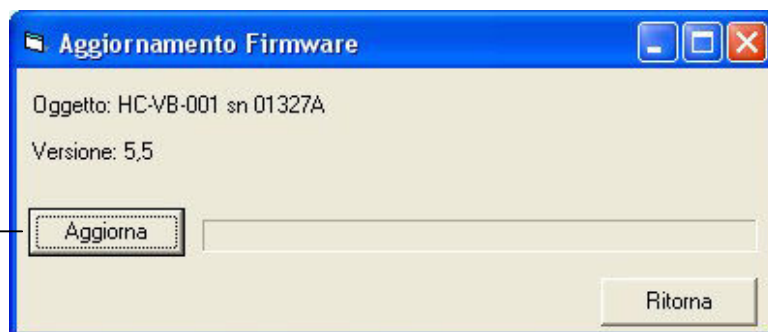 Aggiornamento Firmware
Oggetto: HC-VB-001 sn 01327A
Versione: 5,5
Aggiorna
Ritorna